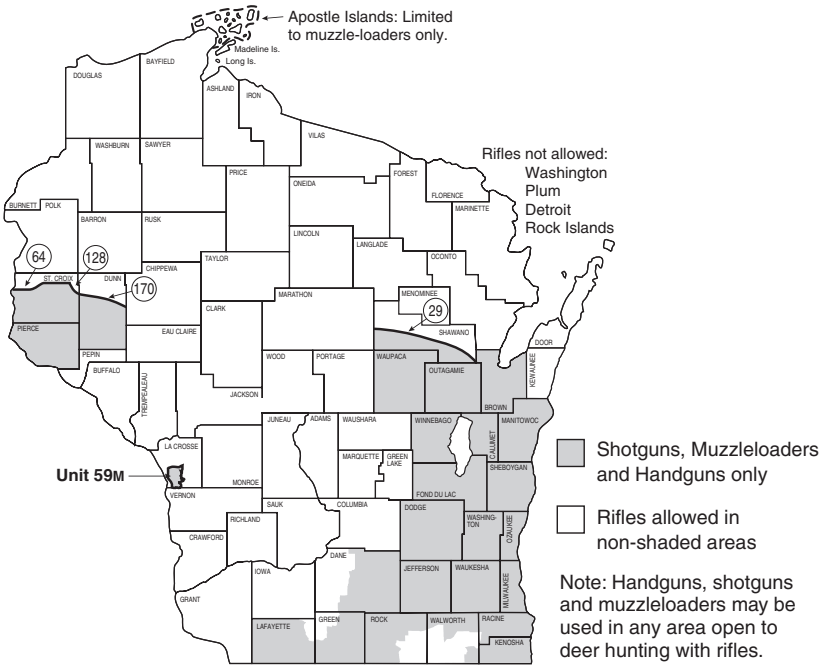 Apostle Islands: Limited
to muzzle-loaders only.
Madeline Is.
Long Is.
BAYFIELD
DOUGLAS
ASHLAND
IRON
VILAS
WASHBURN
SAWYER
Rifles not allowed:
Washington
Plum
Detroit
Rock Islands
PRICE
FOREST
ONEIDA
FLORENCE
BURNETT
POLK
MARINETTE
BARRON
RUSK
LINCOLN
LANGLADE
OCONTO
64
128
TAYLOR
ST. CROIX
DUNN
CHIPPEWA
170
MARATHON
MENOMINEE
29
CLARK
PIERCE
EAU CLAIRE
SHAWANO
DOOR
PEPIN
WOOD
PORTAGE
WAUPACA
KEWAUNEE
BUFFALO
OUTAGAMIE
TREMPEALEAU
JACKSON
BROWN
JUNEAU
ADAMS
WAUSHARA
WINNEBAGO
MANITOWOC
CALUMET
LA CROSSE
MARQUETTE
GREEN
LAKE
SHEBOYGAN
Shotguns, Muzzleloaders
and Handguns only
Unit 59M
MONROE
VERNON
FOND DU LAC
SAUK
COLUMBIA
DODGE
RICHLAND
WASHING-
TON
OZAUKEE
Rifles allowed in
non-shaded areas
CRAWFORD
DANE
IOWA
JEFFERSON
WAUKESHA
MILWAUKEE
Note: Handguns, shotguns
and muzzleloaders may be
used in any area open to
deer hunting with rifles.
GRANT
LAFAYETTE
GREEN
ROCK
WALWORTH
RACINE
KENOSHA